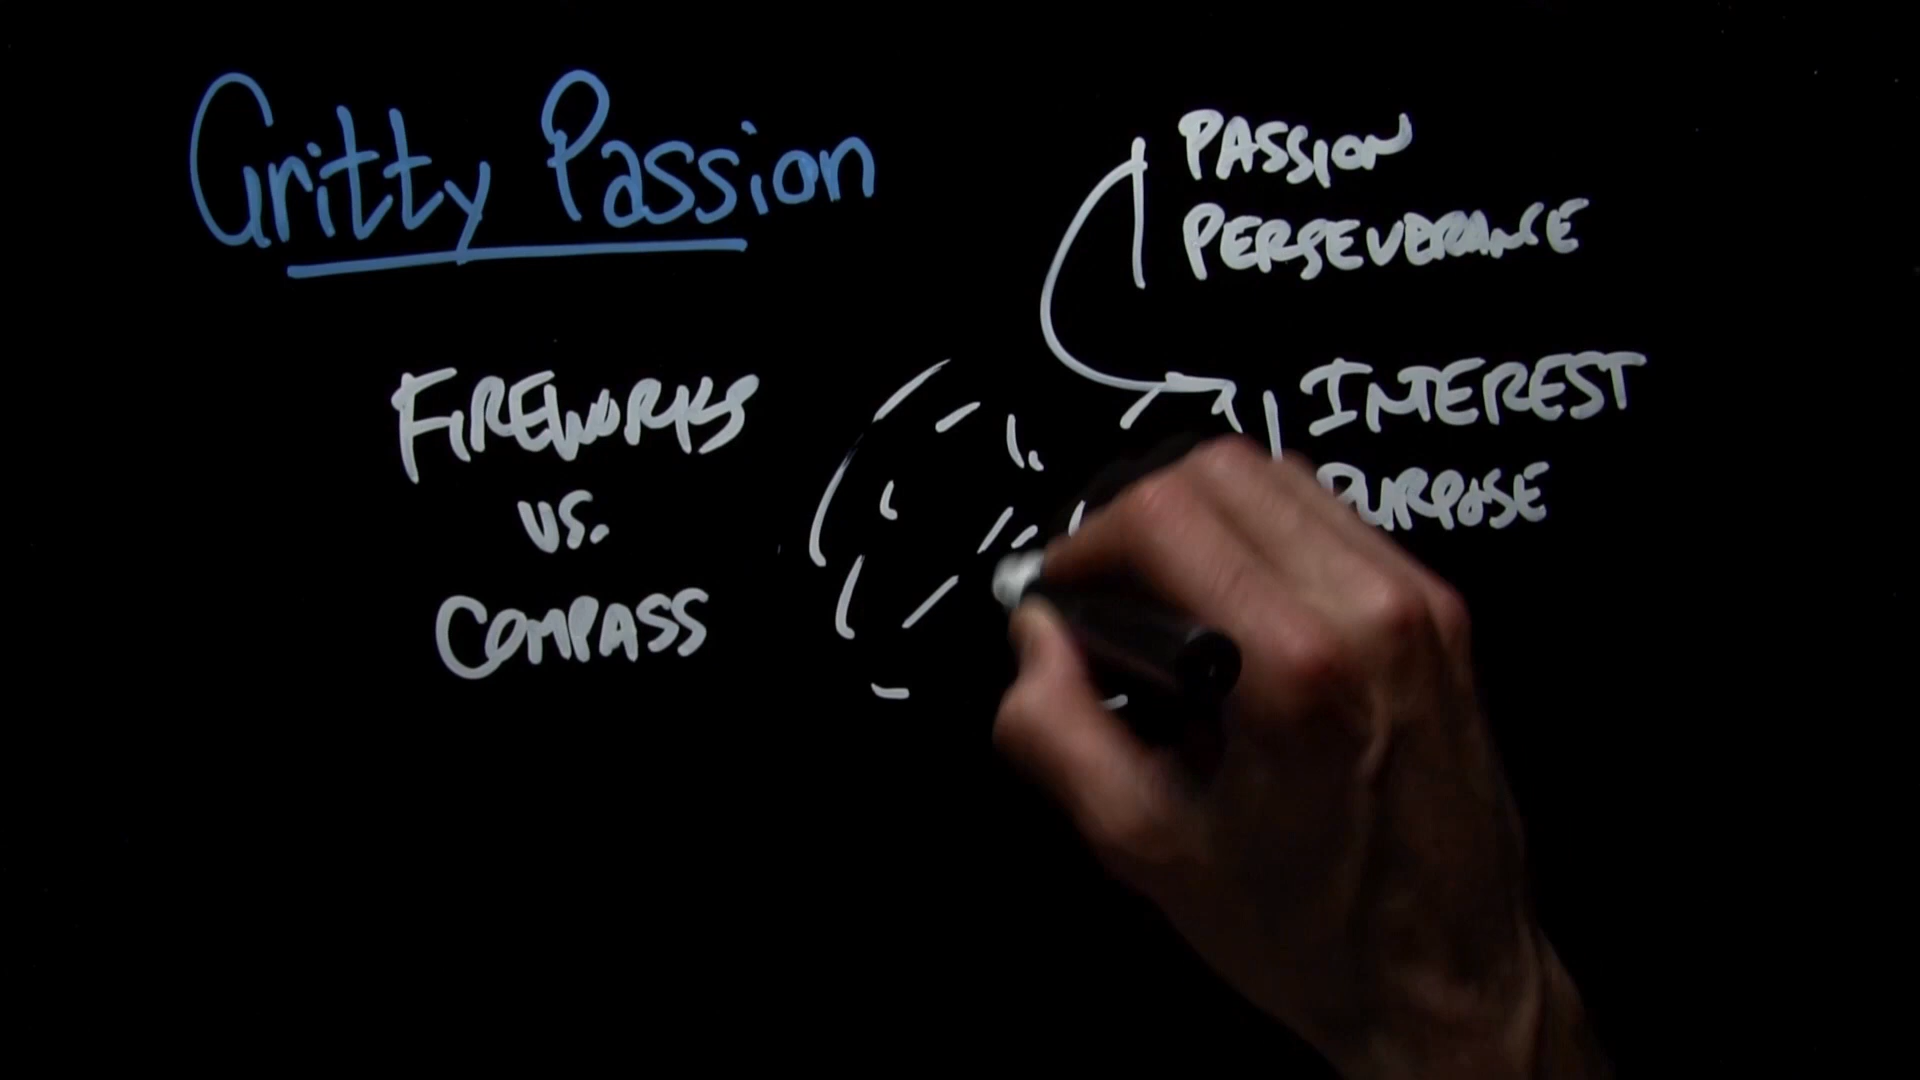 Gritty Passion
PASSION
PERSEVERANCE
FIREWORKS
vs.
COMPASS
INTEREST
PURPOSE